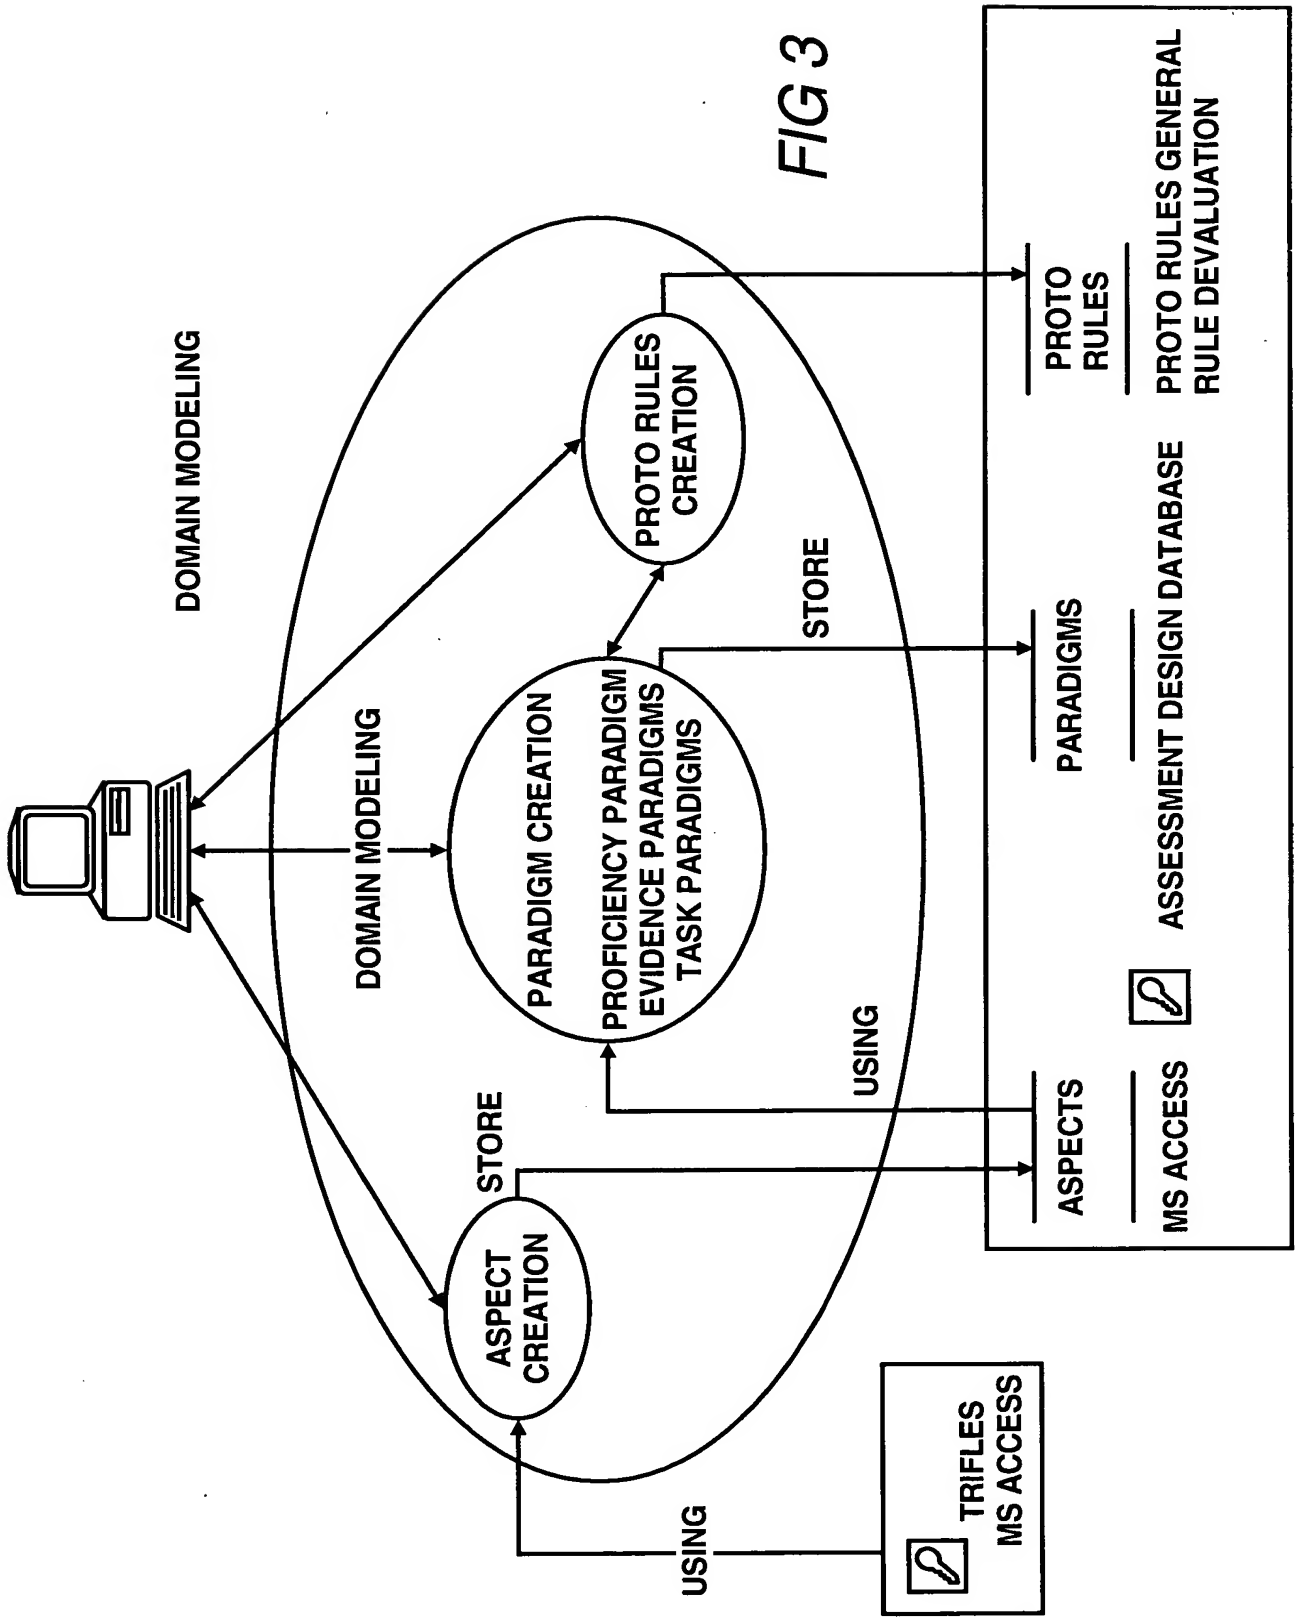 DOMAIN MODELING
DOMAIN MODELING
ASPECT
CREATION
STORE
PARADIGM CREATION
PROFICIENCY PARADIGM
EVIDENCE PARADIGMS
TASK PARADIGMS
PROTO RULES
CREATION
USING
USING
STORE
FIG 3
TRIFLES
MS ACCESS
ASPECTS
MS ACCESS
PARADIGMS
ASSESSMENT DESIGN DATABASE
PROTO
RULES
PROTO RULES GENERAL
RULE DEVALUATION